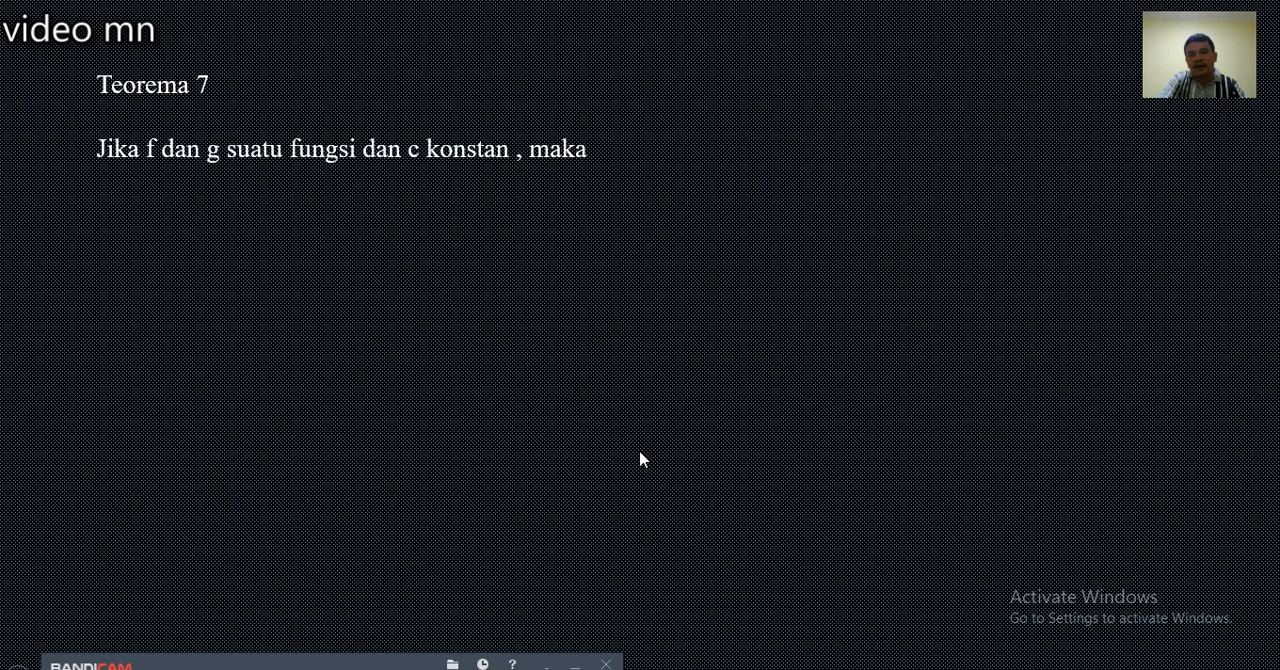 video mn
Teorema 7
Jika f dan g suatu fungsi dan c konstan , maka
Activate Windows
Go to Settings to activate Windows.
BANDICAM
?